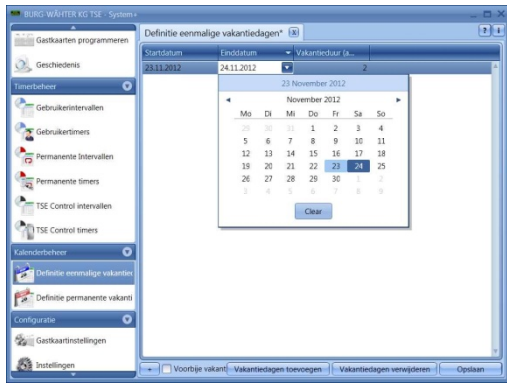 BURG-WÄHTER KG TSE - System+
Gastkaarten programmeren
Geschiedenis
Timerbeheer
Gebruikerintervallen
Gebruikertimers
Permanente Intervallen
Permanente timers
TSE Control intervallen
TSE Control timers
Kalenderbeheer
Definitie eenmalige vakantie
Definitie permanente vakanti
Configuratie
Gastkaartinstellingen
Instellingen
Definitie eenmalige vakantiedagen*
Startdatum Einddatum Vakantieduur (a...
23.11.2012 24.11.2012 2
23 November 2012
November 2012
Mo Di Mi Do Fr Sa So
29 30 31 1 2 3 4
5 6 7 8 9 10 11
12 13 14 15 16 17 18
19 20 21 22 23 24 25
26 27 28 29 30 1 2
3 4 5 6 7 8 9
Clear
Voorbije vakant Vakantiedagen toevoegen Vakantiedagen verwijderen Opslaan